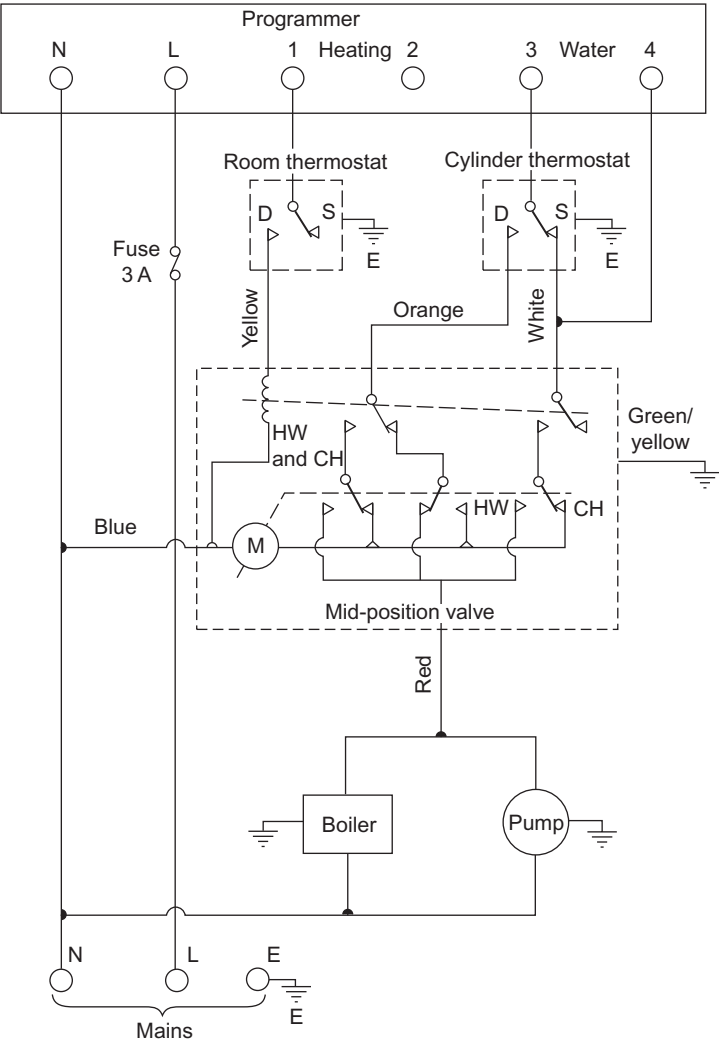 Programmer
N L 1 Heating 2 3 Water 4
Room thermostat Cylinder thermostat
D S D S
E E
Fuse
3 A
Yellow
Orange
White
Green/
yellow
HW
and CH
HW CH
Blue
M
Mid-position valve
Red
Boiler Pump
N L E
E
Mains